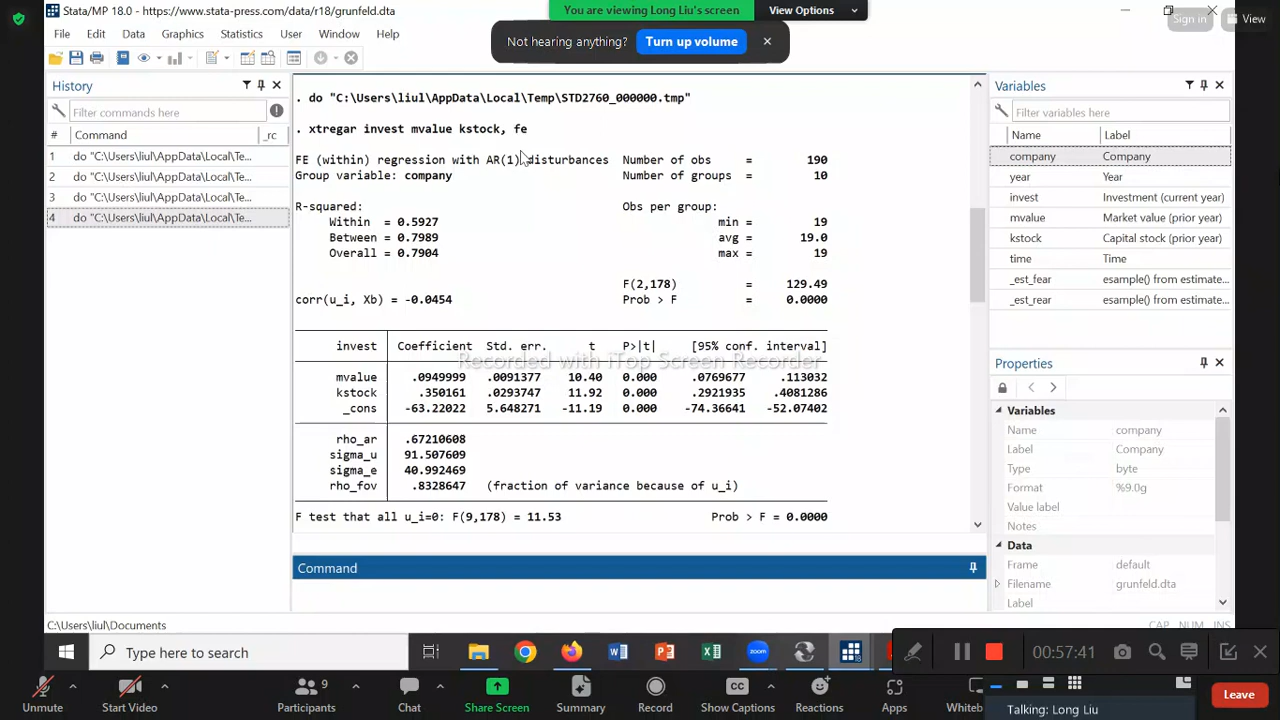 Stata/MP 18.0 - https://www.stata-press.com/data/r18/grunfeld.dta
You are viewing Long Liu's screen
View Options
Sign in
View
File Edit Data Graphics Statistics User Window Help
Not hearing anything? Turn up volume
History
Filter commands here
# Command _rc
1 do "C:\Users\liul\AppData\Local\Te...
2 do "C:\Users\liul\AppData\Local\Te...
3 do "C:\Users\liul\AppData\Local\Te...
4 do "C:\Users\liul\AppData\Local\Te...
. do "C:\Users\liul\AppData\Local\Temp\STD2760_000000.tmp"
. xtregar invest mvalue kstock, fe
FE (within) regression with AR(1) disturbances Number of obs = 190
Group variable: company Number of groups = 10
R-squared: Obs per group:
Within = 0.5927 min = 19
Between = 0.7989 avg = 19.0
Overall = 0.7904 max = 19
F(2,178) = 129.49
corr(u_i, Xb) = -0.0454 Prob > F = 0.0000
invest Coefficient Std. err. t P>|t| [95% conf. interval]
Recorded with iTop Screen Recorder
mvalue .0949999 .0091377 10.40 0.000 .0769677 .113032
kstock .350161 .0293747 11.92 0.000 .2921935 .4081286
_cons -63.22022 5.648271 -11.19 0.000 -74.36641 -52.07402
rho_ar .67210608
sigma_u 91.507609
sigma_e 40.992469
rho_fov .8328647 (fraction of variance because of u_i)
F test that all u_i=0: F(9,178) = 11.53 Prob > F = 0.0000
Command
Variables
Filter variables here
Name Label
company Company
year Year
invest Investment (current year)
mvalue Market value (prior year)
kstock Capital stock (prior year)
time Time
_est_fear esample() from estimate...
_est_rear esample() from estimate...
Properties
Variables
Name company
Label Company
Type byte
Format %9.0g
Value label
Notes
Data
Frame default
Filename grunfeld.dta
Label
C:\Users\liul\Documents
CAP NUM INS
Type here to search
00:57:41
Unmute
Start Video
9
Participants
Chat
Share Screen
Summary
Record
Show Captions
Reactions
Apps
Whiteb
Talking: Long Liu
Leave